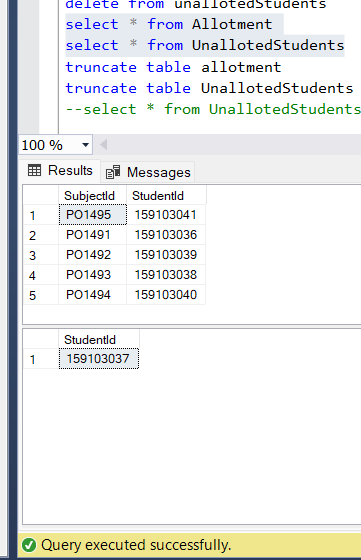 delete from unallotedStudents
select * from Allotment
select * from UnallotedStudents
truncate table allotment
truncate table UnallotedStudents
--select * from UnallotedStudents
100 %
Results Messages
SubjectId StudentId
1 PO1495 159103041
2 PO1491 159103036
3 PO1492 159103039
4 PO1493 159103038
5 PO1494 159103040
StudentId
1 159103037
Query executed successfully.